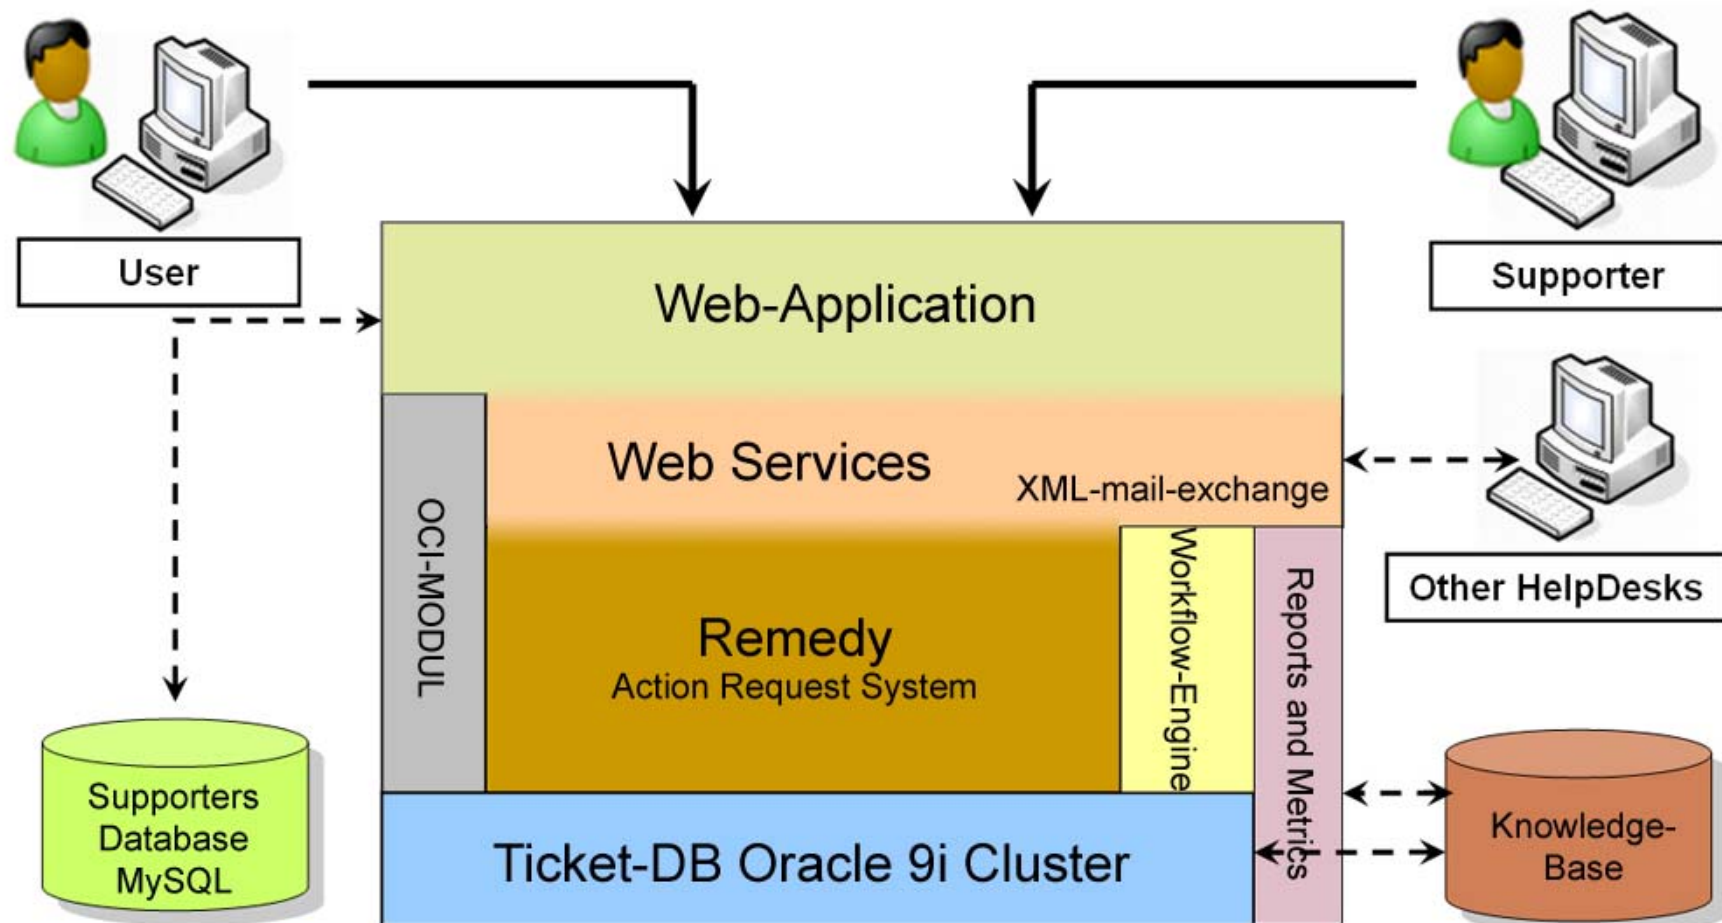 User
Supporter
Web-Application
Web Services
XML-mail-exchange
Other HelpDesks
OCI-MODUL
Remedy
Action Request System
Workflow-Engine
Reports and Metrics
Supporters
Database
MySQL
Ticket-DB Oracle 9i Cluster
Knowledge-
Base